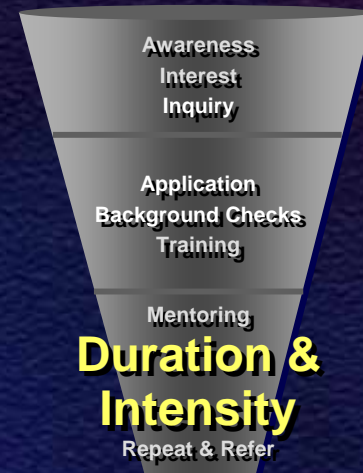 Awareness
Interest
Inquiry
Application
Background Checks
Training
Mentoring
Duration &
Intensity
Repeat & Refer